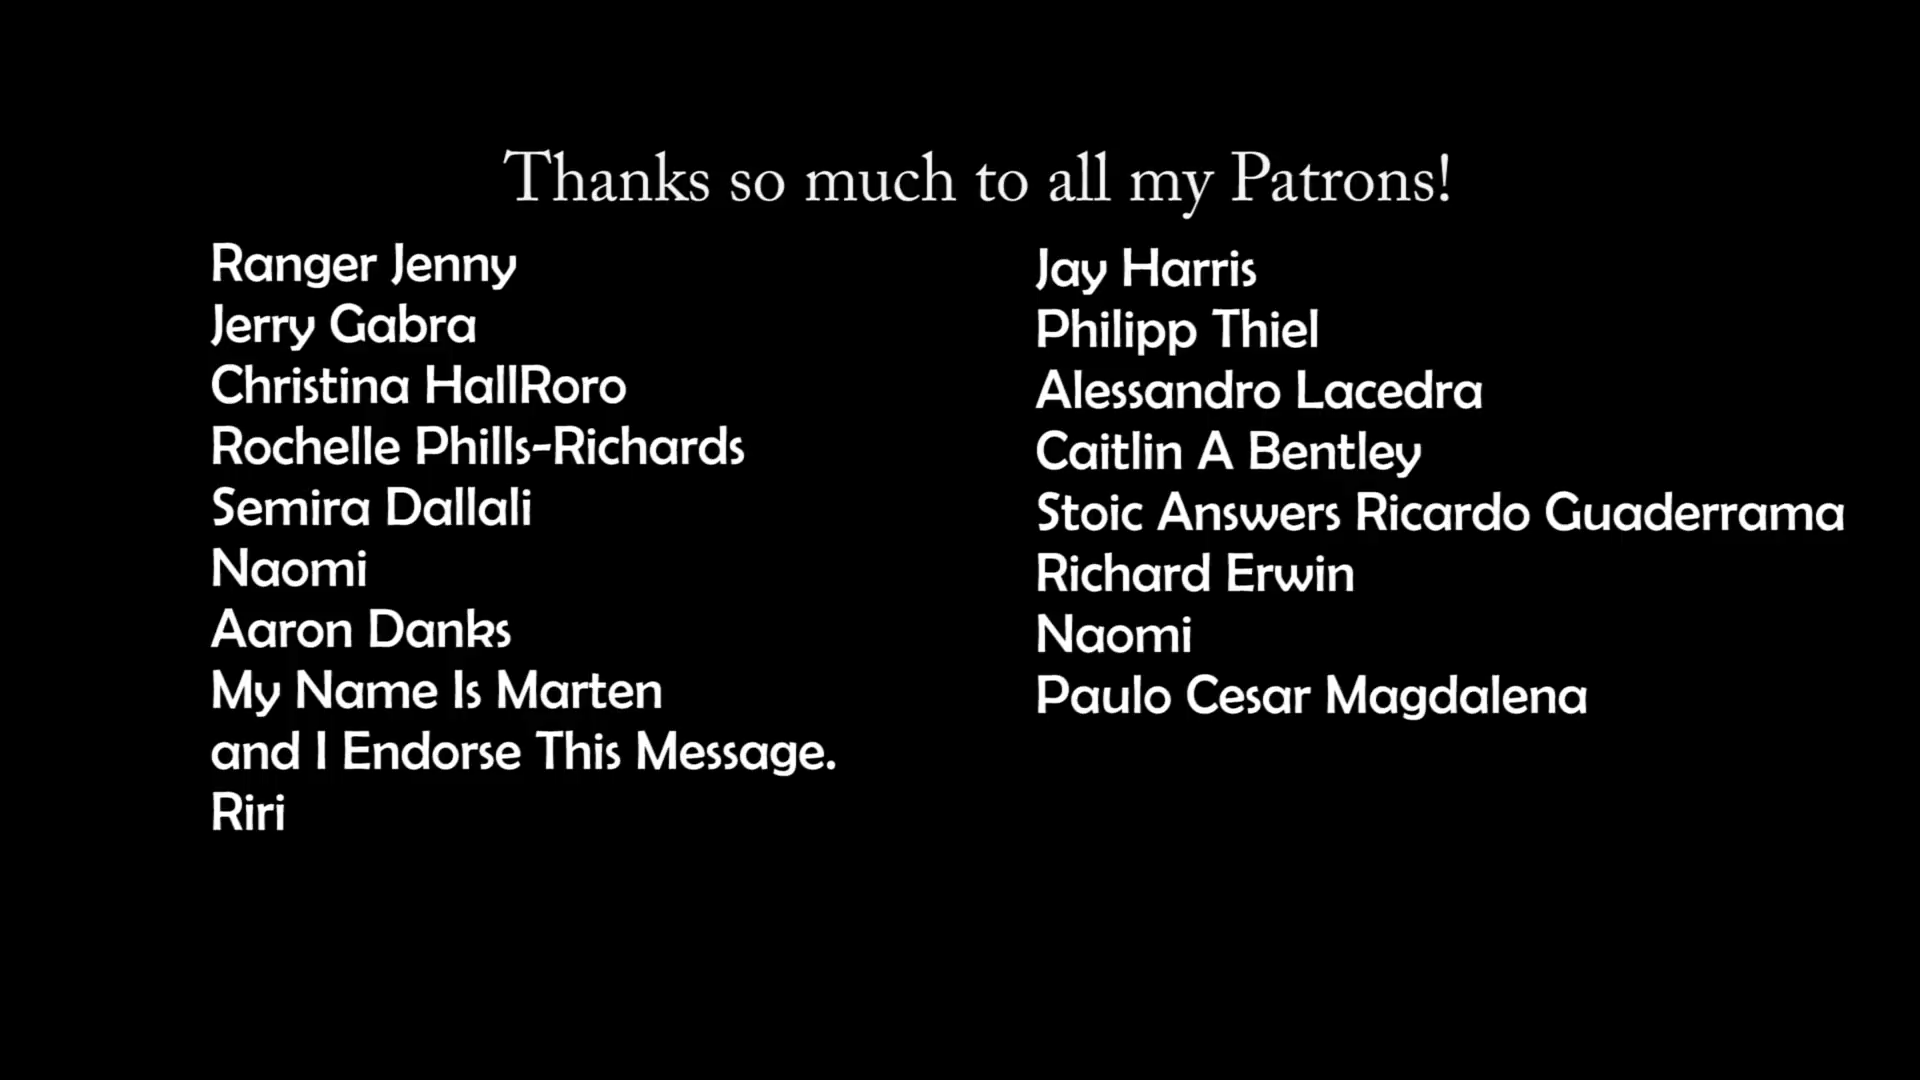 Thanks so much to all my Patrons!
Ranger Jenny
Jerry Gabra
Christina HallRoro
Rochelle Phills-Richards
Semira Dallali
Naomi
Aaron Danks
My Name Is Marten
and I Endorse This Message.
Riri
Jay Harris
Philipp Thiel
Alessandro Lacedra
Caitlin A Bentley
Stoic Answers Ricardo Guaderrama
Richard Erwin
Naomi
Paulo Cesar Magdalena